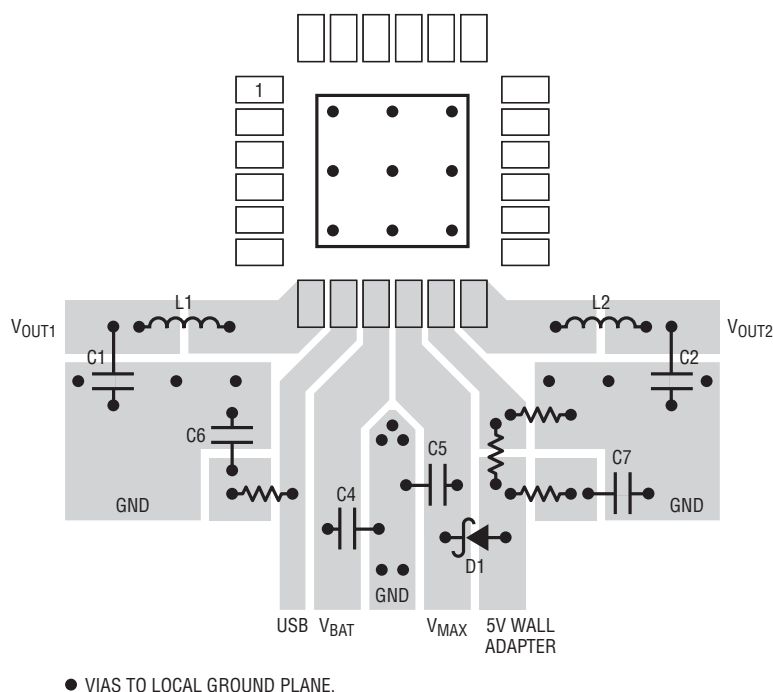 1
VOUT1
L1
L2
VOUT2
C1
C2
C6
C5
C7
C4
GND
GND
D1
GND
USB
VBAT
VMAX
5V WALL
ADAPTER
VIAS TO LOCAL GROUND PLANE.